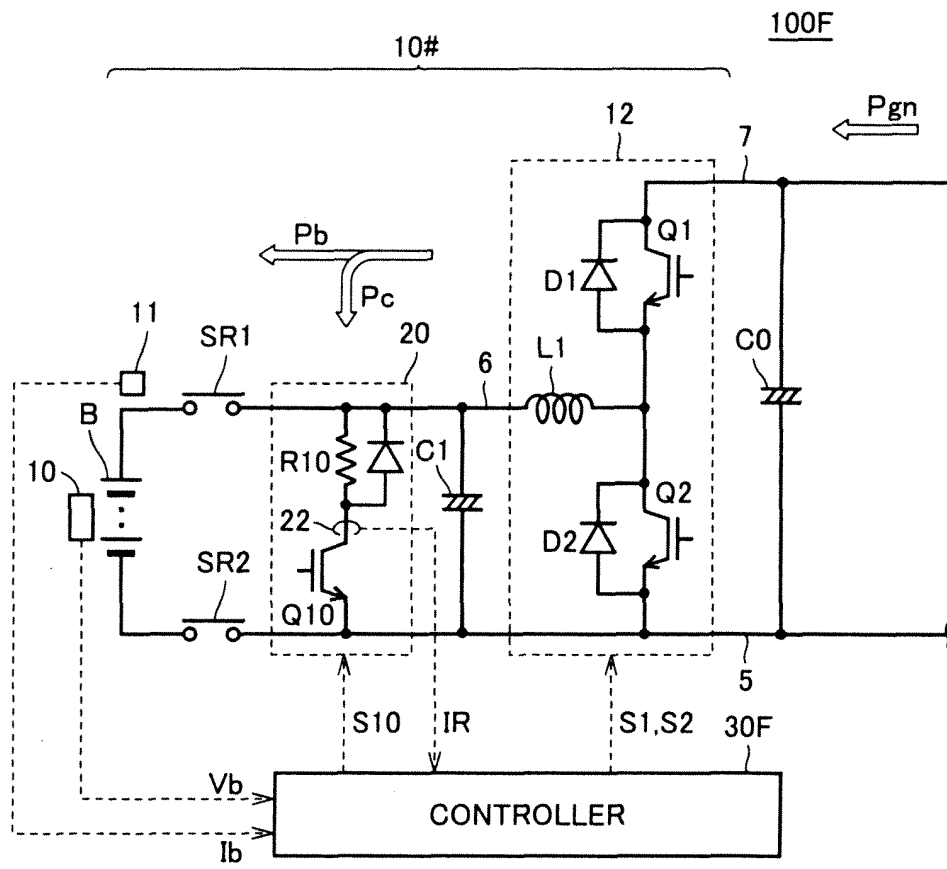 100F
10#
Pgn
12
7
Pb
Q1
D1
Pc
11
SR1
20
L1
C0
6
B
R10
C1
10
Q2
22
D2
SR2
Q10
5
S10
IR
S1,S2
30F
Vb
CONTROLLER
Ib